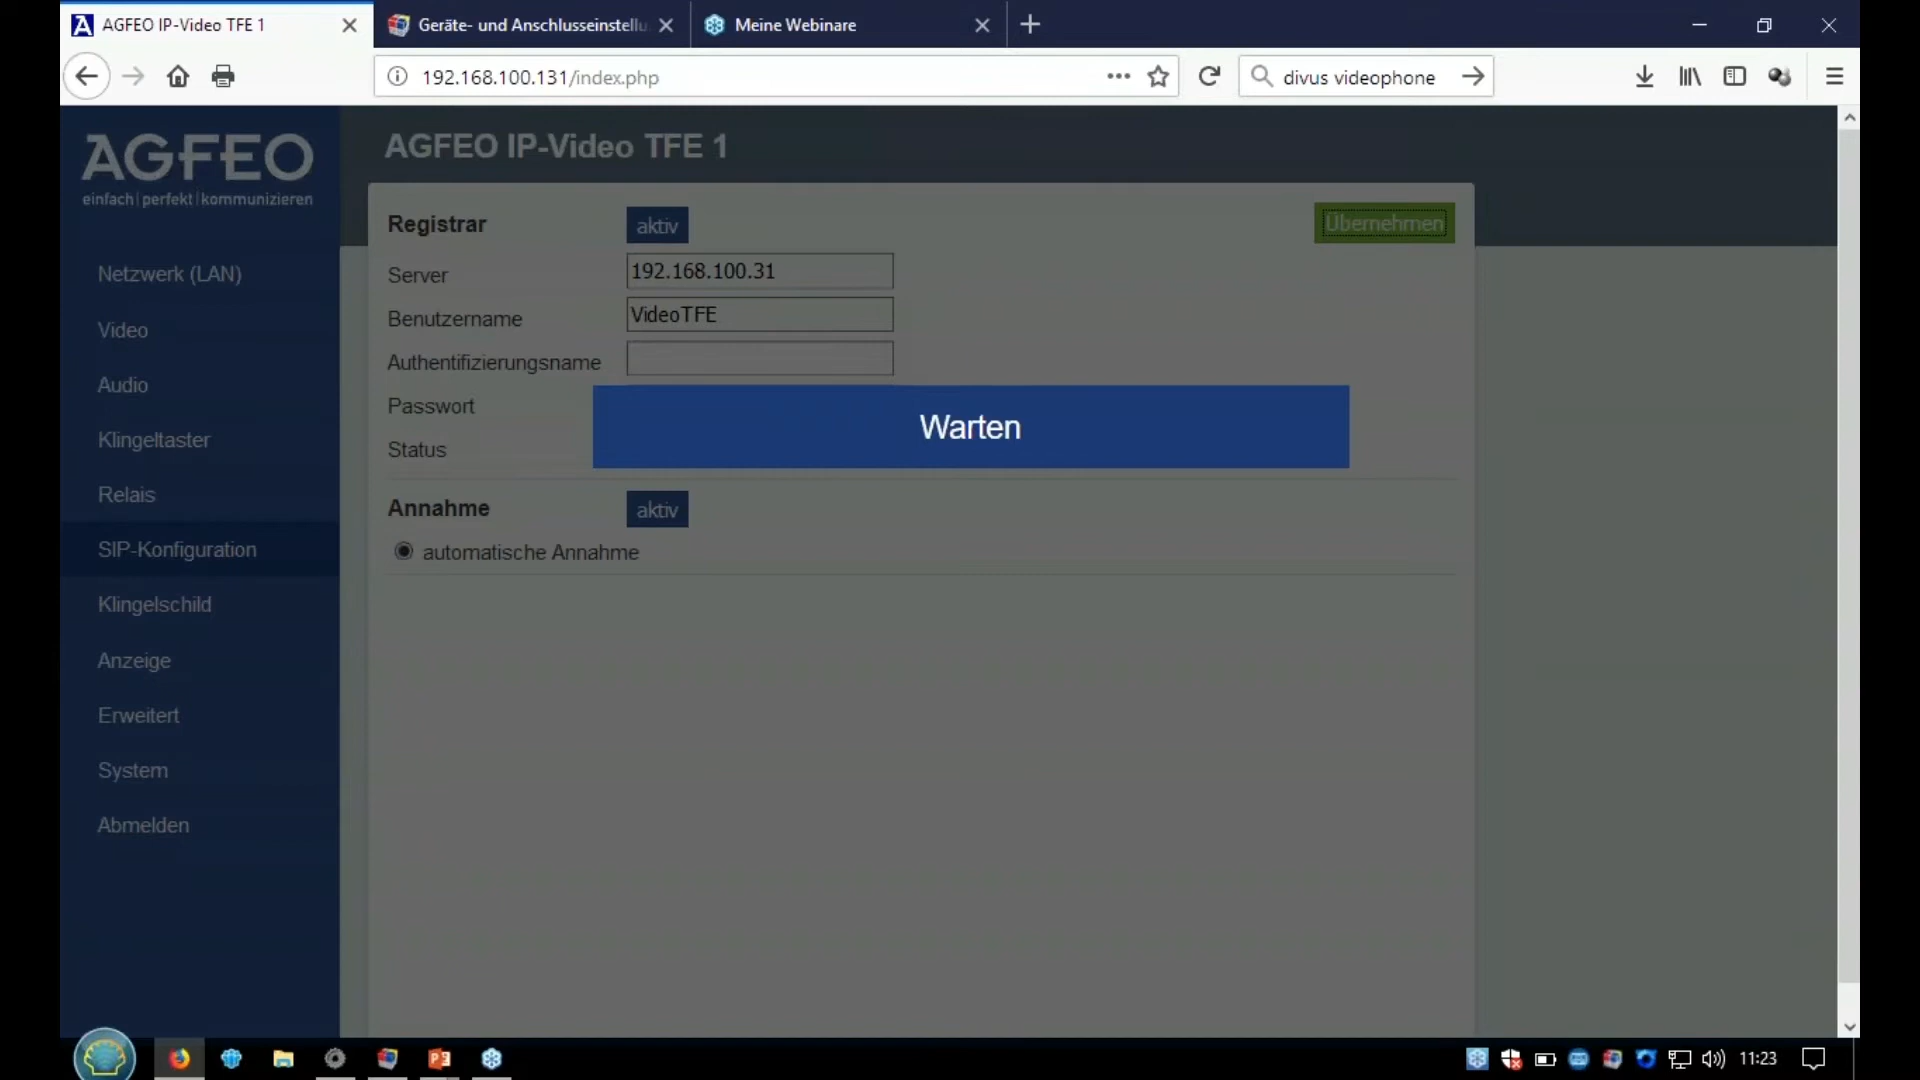 AGFEO IP-Video TFE 1
Geräte- und Anschlusseinstellu
Meine Webinare
192.168.100.131/index.php
divus videophone
AGFEO
einfach|perfekt|kommunizieren
AGFEO IP-Video TFE 1
Netzwerk (LAN)
Video
Audio
Klingeltaster
Relais
SIP-Konfiguration
Klingelschild
Anzeige
Erweitert
System
Abmelden
Registrar aktiv Übernehmen
Server 192.168.100.31
Benutzername VideoTFE
Authentifizierungsname
Passwort
Status
Warten
Annahme aktiv
automatische Annahme
11:23